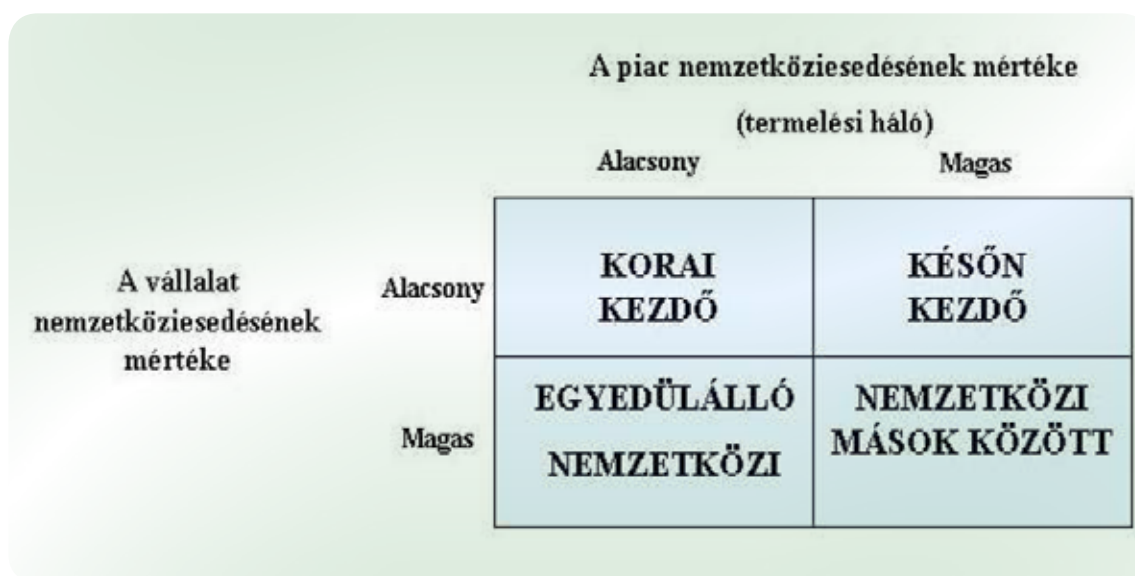 A piac nemzetköziesedésének mértéke
(termelési háló)
Alacsony
Magas
A vállalat
nemzetköziesedésének
mértéke
Alacsony
KORAI
KEZDŐ
KÉSŐN
KEZDŐ
Magas
EGYEDÜLÁLLÓ
NEMZETKÖZI
NEMZETKÖZI
MÁSOK KÖZÖTT